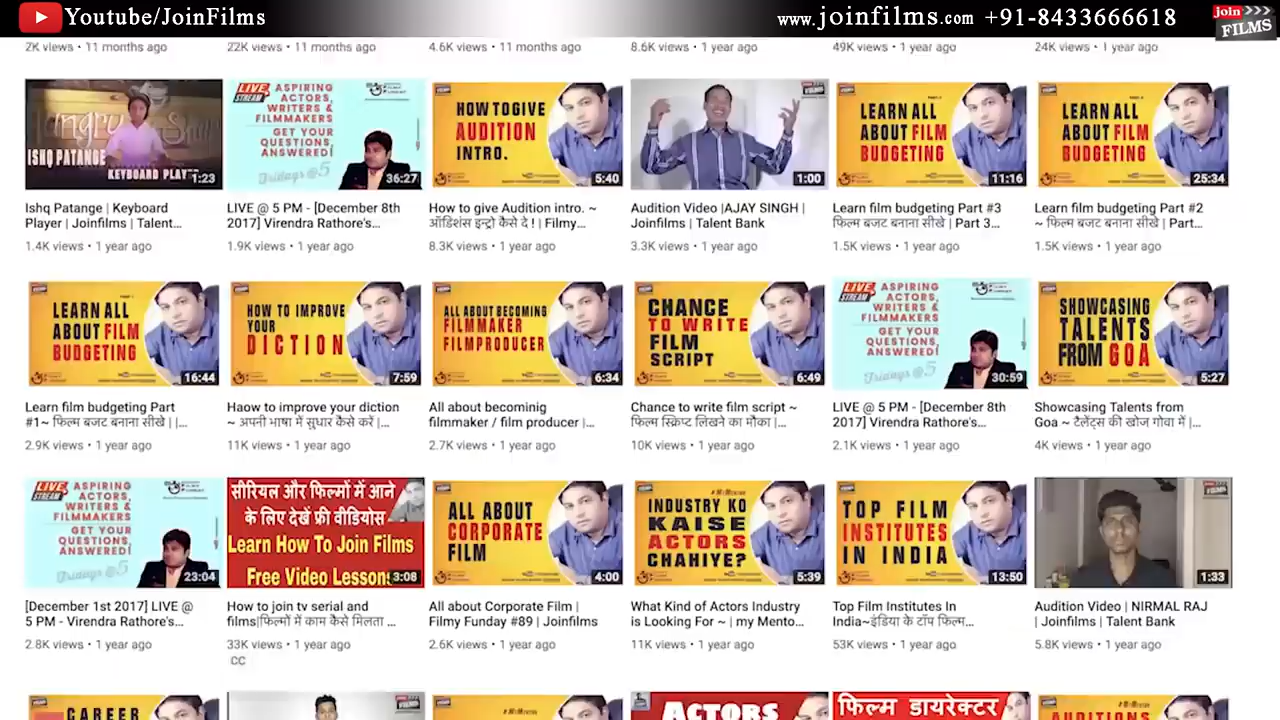 Youtube/JoinFilms
www.joinfilms.com +91-8433666618
join
FILMS
2K views • 11 months ago
22K views • 11 months ago
4.6K views • 11 months ago
8.6K views • 1 year ago
49K views • 1 year ago
24K views • 1 year ago
ISHQ PATANGE
KEYBOARD PLAY
1:23
LIVE
STREAM
ASPIRING
ACTORS,
WRITERS &
FILMMAKERS
GET YOUR
QUESTIONS,
ANSWERED!
Fridays @5
36:27
HOW TO GIVE
AUDITION
INTRO.
5:40
1:00
LEARN ALL
ABOUT FILM
BUDGETING
11:16
LEARN ALL
ABOUT FILM
BUDGETING
25:34
Ishq Patange | Keyboard
Player | Joinfilms | Talent...
1.4K views • 1 year ago
LIVE @ 5 PM - [December 8th
2017] Virendra Rathore's...
1.9K views • 1 year ago
How to give Audition intro. ~
ऑडिशंस इन्ट्रो कैसे दे ! | Filmy...
8.3K views • 1 year ago
Audition Video |AJAY SINGH |
Joinfilms | Talent Bank
3.3K views • 1 year ago
Learn film budgeting Part #3
फिल्म बजट बनाना सीखे | Part 3...
1.5K views • 1 year ago
Learn film budgeting Part #2
~ फिल्म बजट बनाना सीखे | Part...
1.5K views • 1 year ago
LEARN ALL
ABOUT FILM
BUDGETING
16:44
HOW TO IMPROVE
YOUR
DICTION
7:59
ALL ABOUT BECOMING
FILMMAKER
FILMPRODUCER
6:34
CHANCE
TO WRITE
FILM
SCRIPT
6:49
LIVE
STREAM
ASPIRING
ACTORS,
WRITERS &
FILMMAKERS
GET YOUR
QUESTIONS,
ANSWERED!
Fridays @5
30:59
SHOWCASING
TALENTS
FROM GOA
5:27
Learn film budgeting Part
#1~ फिल्म बजट बनाना सीखे | |...
2.9K views • 1 year ago
Haow to improve your diction
~ अपनी भाषा में सुधार कैसे करें |...
11K views • 1 year ago
All about becominig
filmmaker / film producer |...
2.7K views • 1 year ago
Chance to write film script ~
फिल्म स्क्रिप्ट लिखने का मौका |...
10K views • 1 year ago
LIVE @ 5 PM - [December 8th
2017] Virendra Rathore's...
2.1K views • 1 year ago
Showcasing Talents from
Goa ~ टैलेंट्स की खोज गोवा में |...
4K views • 1 year ago
LIVE
STREAM
ASPIRING
ACTORS,
WRITERS &
FILMMAKERS
GET YOUR
QUESTIONS,
ANSWERED!
Fridays @5
23:04
सीरियल और फिल्मों में आने
के लिए देखें फ्री वीडियोस
Learn How To Join Films
Free Video Lessons
3:08
ALL ABOUT
CORPORATE
FILM
4:00
INDUSTRY KO
KAISE
ACTORS
CHAHIYE?
5:39
TOP FILM
INSTITUTES
IN INDIA
13:50
1:33
[December 1st 2017] LIVE @
5 PM - Virendra Rathore's...
2.8K views • 1 year ago
How to join tv serial and
films|फिल्मों में काम कैसे मिलता ...
33K views • 1 year ago
CC
All about Corporate Film |
Filmy Funday #89 | Joinfilms
2.6K views • 1 year ago
What Kind of Actors Industry
is Looking For ~ | my Mento...
11K views • 1 year ago
Top Film Institutes In
India~इंडिया के टॉप फिल्म...
53K views • 1 year ago
Audition Video | NIRMAL RAJ
| Joinfilms | Talent Bank
5.8K views • 1 year ago
CAREER
ACTORS
फिल्म डायरेक्टर
AUDITIONS